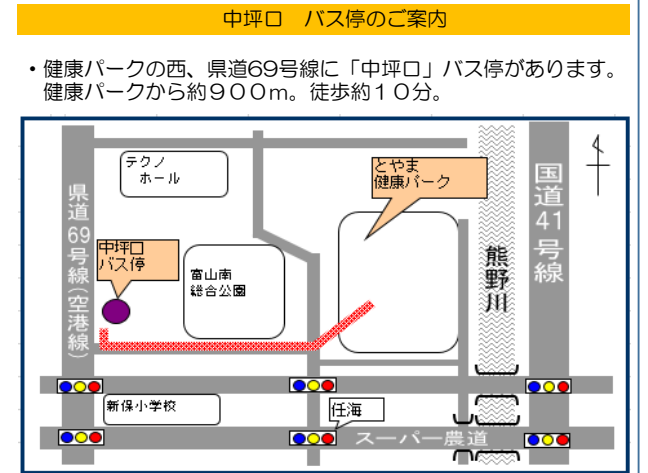 中坪口　バス停のご案内
・健康パークの西、県道69号線に「中坪口」バス停があります。
健康パークから約９００m。徒歩約１０分。
テクノ
ホール
とやま
健康パーク
国道41号線
県道69号線(空港線)
中坪口
バス停
富山南
総合公園
熊野川
新保小学校
任海
スーパー農道